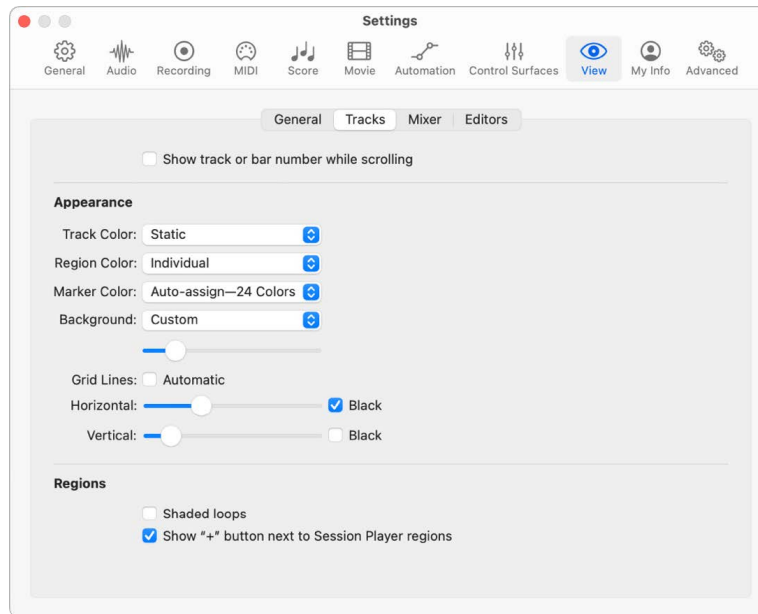 Settings
General Audio Recording MIDI Score Movie Automation Control Surfaces View My Info Advanced
General Tracks Mixer Editors
Show track or bar number while scrolling
Appearance
Track Color: Static
Region Color: Individual
Marker Color: Auto-assign—24 Colors
Background: Custom
Grid Lines: Automatic
Horizontal: Black
Vertical: Black
Regions
Shaded loops
Show "+" button next to Session Player regions